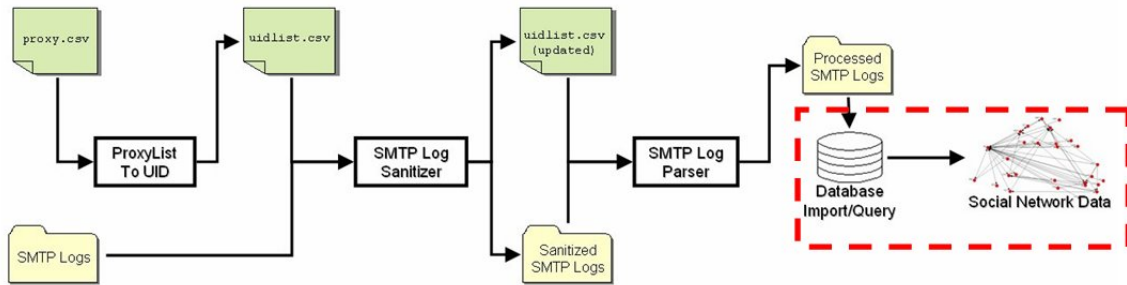 proxy.csv
uidlist.csv
uidlist.csv
(updated)
Processed
SMTP Logs
ProxyList
To UID
SMTP Log
Sanitizer
SMTP Log
Parser
Database
Import/Query
Social Network Data
SMTP Logs
Sanitized
SMTP Logs